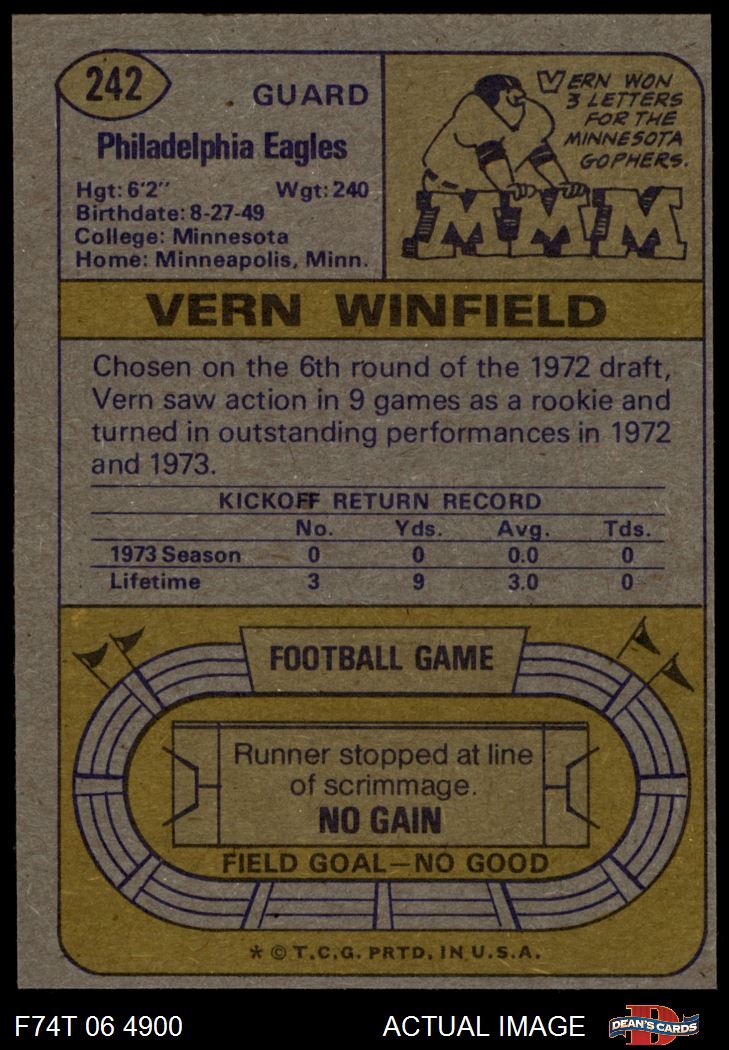 242
GUARD
Philadelphia Eagles
Hgt: 6'2" Wgt: 240
Birthdate: 8-27-49
College: Minnesota
Home: Minneapolis, Minn.
VERN WON
3 LETTERS
FOR THE
MINNESOTA
GOPHERS.
MMM
VERN WINFIELD
Chosen on the 6th round of the 1972 draft,
Vern saw action in 9 games as a rookie and
turned in outstanding performances in 1972
and 1973.
KICKOFF RETURN RECORD
No. Yds. Avg. Tds.
1973 Season 0 0 0.0 0
Lifetime 3 9 3.0 0
FOOTBALL GAME
Runner stopped at line
of scrimmage.
NO GAIN
FIELD GOAL—NO GOOD
* © T.C.G. PRTD. IN U.S.A.
F74T 06 4900 ACTUAL IMAGE D DEAN'S CARDS